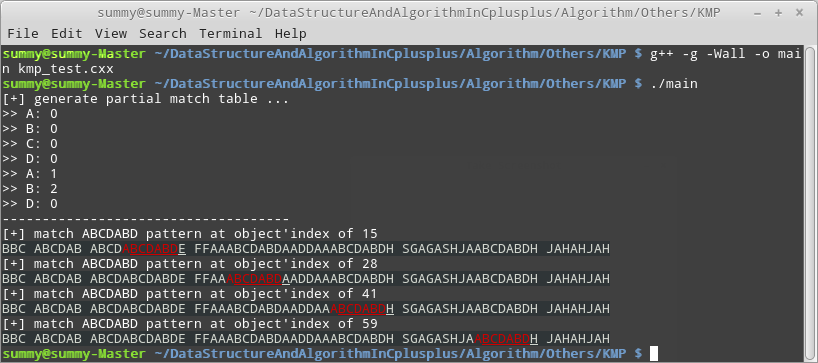 summy@summy-Master ~/DataStructureAndAlgorithmInCplusplus/Algorithm/Others/KMP
File Edit View Search Terminal Help
summy@summy-Master ~/DataStructureAndAlgorithmInCplusplus/Algorithm/Others/KMP $ g++ -g -Wall -o mai
n kmp_test.cxx
summy@summy-Master ~/DataStructureAndAlgorithmInCplusplus/Algorithm/Others/KMP $ ./main
[+] generate partial match table ...
>> A: 0
>> B: 0
>> C: 0
>> D: 0
>> A: 1
>> B: 2
>> D: 0
--------------------------------------
[+] match ABCDABD pattern at object'index of 15
BBC ABCDAB ABCDABCDABDE FFAAABCDABDAADDAAABCDABDH SGAGASHJAABCDABDH JAHAHJAH
[+] match ABCDABD pattern at object'index of 28
BBC ABCDAB ABCDABCDABDE FFAAABCDABDAADDAAABCDABDH SGAGASHJAABCDABDH JAHAHJAH
[+] match ABCDABD pattern at object'index of 41
BBC ABCDAB ABCDABCDABDE FFAAABCDABDAADDAAABCDABDH SGAGASHJAABCDABDH JAHAHJAH
[+] match ABCDABD pattern at object'index of 59
BBC ABCDAB ABCDABCDABDE FFAAABCDABDAADDAAABCDABDH SGAGASHJAABCDABDH JAHAHJAH
summy@summy-Master ~/DataStructureAndAlgorithmInCplusplus/Algorithm/Others/KMP $